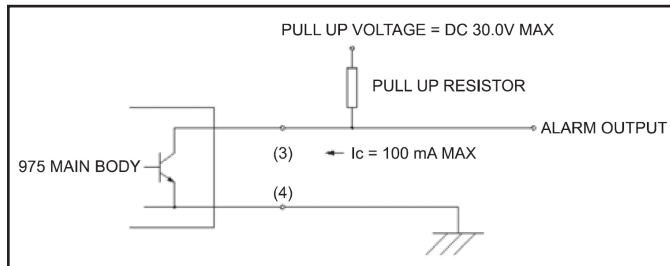 PULL UP VOLTAGE = DC 30.0V MAX
PULL UP RESISTOR
ALARM OUTPUT
(3)
Ic = 100 mA MAX
975 MAIN BODY
(4)